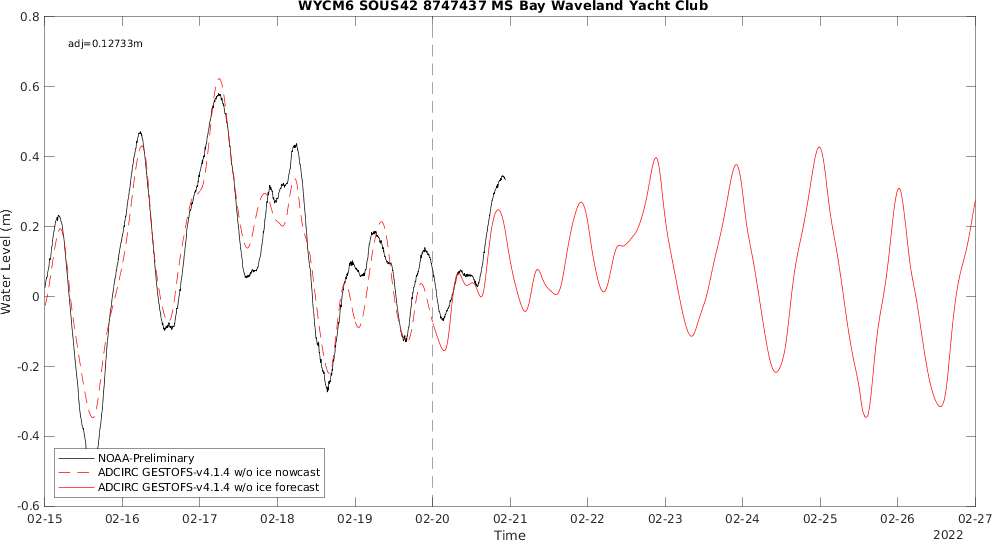 WYCM6 SOUS42 8747437 MS Bay Waveland Yacht Club
adj=0.12733m
0.8
0.6
0.4
0.2
0
-0.2
-0.4
-0.6
Water Level (m)
NOAA-Preliminary
ADCIRC GESTOFS-v4.1.4 w/o ice nowcast
ADCIRC GESTOFS-v4.1.4 w/o ice forecast
02-15 02-16 02-17 02-18 02-19 02-20 02-21 02-22 02-23 02-24 02-25 02-26 02-27
Time
2022